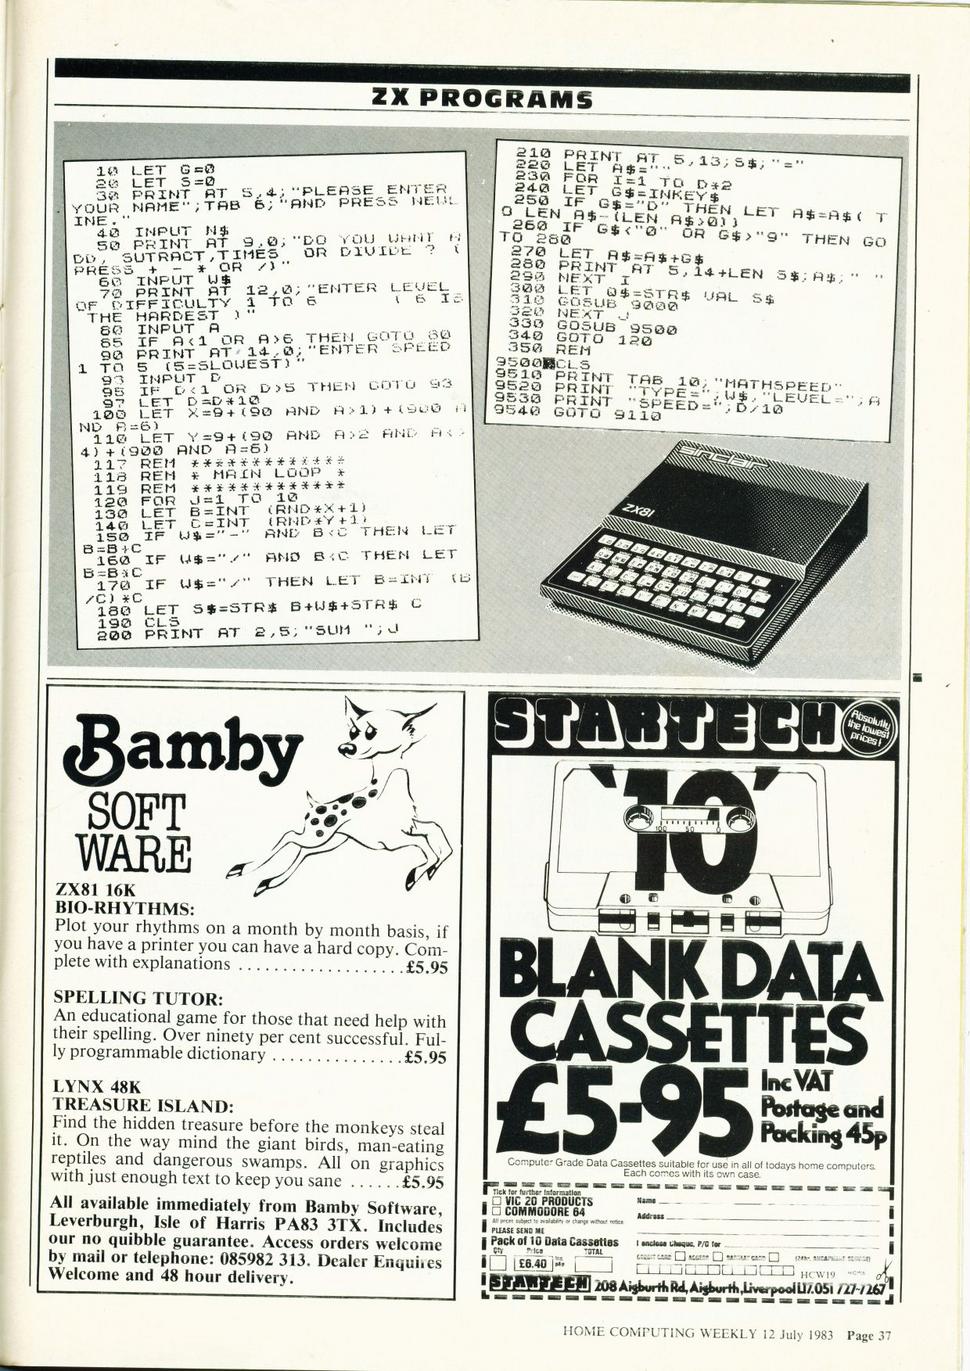 ZX PROGRAMS
10 LET G=0
20 LET S=0
30 PRINT AT 5,4;"PLEASE ENTER
YOUR NAME";TAB 6;"AND PRESS NEWL
INE."
40 INPUT N$
50 PRINT AT 9,0;"DO YOU WANT A
DD, SUTRACT,TIMES OR DIVIDE ? (
PRESS + - * OR /)"
60 INPUT W$
70 PRINT AT 12,0;"ENTER LEVEL
OF DIFFICULTY 1 TO 6 ( 6 IS
THE HARDEST )"
80 INPUT A
85 IF A<1 OR A>6 THEN GOTO 80
90 PRINT AT 14,0;"ENTER SPEED
1 TO 5 (5=SLOWEST)"
93 INPUT D
95 IF D<1 OR D>5 THEN GOTO 93
97 LET D=D*10
100 LET X=9+(90 AND A>1)+(900 A
ND A=6)
110 LET Y=9+(90 AND A>2 AND A<>
4)+(900 AND A=6)
117 REM *************
118 REM * MAIN LOOP *
119 REM *************
120 FOR J=1 TO 10
130 LET B=INT (RND*X+1)
140 LET C=INT (RND*Y+1)
150 IF W$="-" AND B<C THEN LET
B=B+C
160 IF W$="/" AND B<C THEN LET
B=B*C
170 IF W$="/" THEN LET B=INT (B
/C)*C
180 LET S$=STR$ B+W$+STR$ C
190 CLS
200 PRINT AT 2,5;"SUM ";J
210 PRINT AT 5,13;S$;"="
220 LET A$=""
230 FOR I=1 TO D*2
240 LET G$=INKEY$
250 IF G$="D" THEN LET A$=A$( T
O LEN A$-(LEN A$>0))
260 IF G$<"0" OR G$>"9" THEN GO
TO 280
270 LET A$=A$+G$
280 PRINT AT 5,14+LEN S$;A$;" "
290 NEXT I
300 LET Q$=STR$ VAL S$
310 GOSUB 9000
320 NEXT J
330 GOSUB 9500
340 GOTO 120
350 REM
9500 CLS
9510 PRINT TAB 10;"MATHSPEED"
9520 PRINT "TYPE=";W$,"LEVEL=";A
9530 PRINT "SPEED=";D/10
9540 GOTO 9110
sinclair
ZX81
Bamby
SOFT
WARE
ZX81 16K
BIO-RHYTHMS:
Plot your rhythms on a month by month basis, if
you have a printer you can have a hard copy. Com-
plete with explanations ..................£5.95
SPELLING TUTOR:
An educational game for those that need help with
their spelling. Over ninety per cent successful. Ful-
ly programmable dictionary ..............£5.95
LYNX 48K
TREASURE ISLAND:
Find the hidden treasure before the monkeys steal
it. On the way mind the giant birds, man-eating
reptiles and dangerous swamps. All on graphics
with just enough text to keep you sane ......£5.95
All available immediately from Bamby Software,
Leverburgh, Isle of Harris PA83 3TX. Includes
our no quibble guarantee. Access orders welcome
by mail or telephone: 085982 313. Dealer Enquires
Welcome and 48 hour delivery.
STARTECH
Absolutly
the lowest
prices!
'10'
100 50 0
BLANK DATA
CASSETTES
£5-95
Inc VAT
Postage and
Packing 45p
Computer Grade Data Cassettes suitable for use in all of todays home computers.
Each comes with its own case.
Tick for further information
VIC 20 PRODUCTS
COMMODORE 64
All prices subject to availability or change without notice
PLEASE SEND ME
Pack of 10 Data Cassettes
Qty Price TOTAL
£6.40
Name
Address
I enclose Cheque, P/O for
CREDIT CARD ACCESS BARCLAY CARD
HCW19
STARTECH 208 Aigburth Rd, Aigburth, Liverpool L17. 051 727-7267
HOME COMPUTING WEEKLY 12 July 1983 Page 37